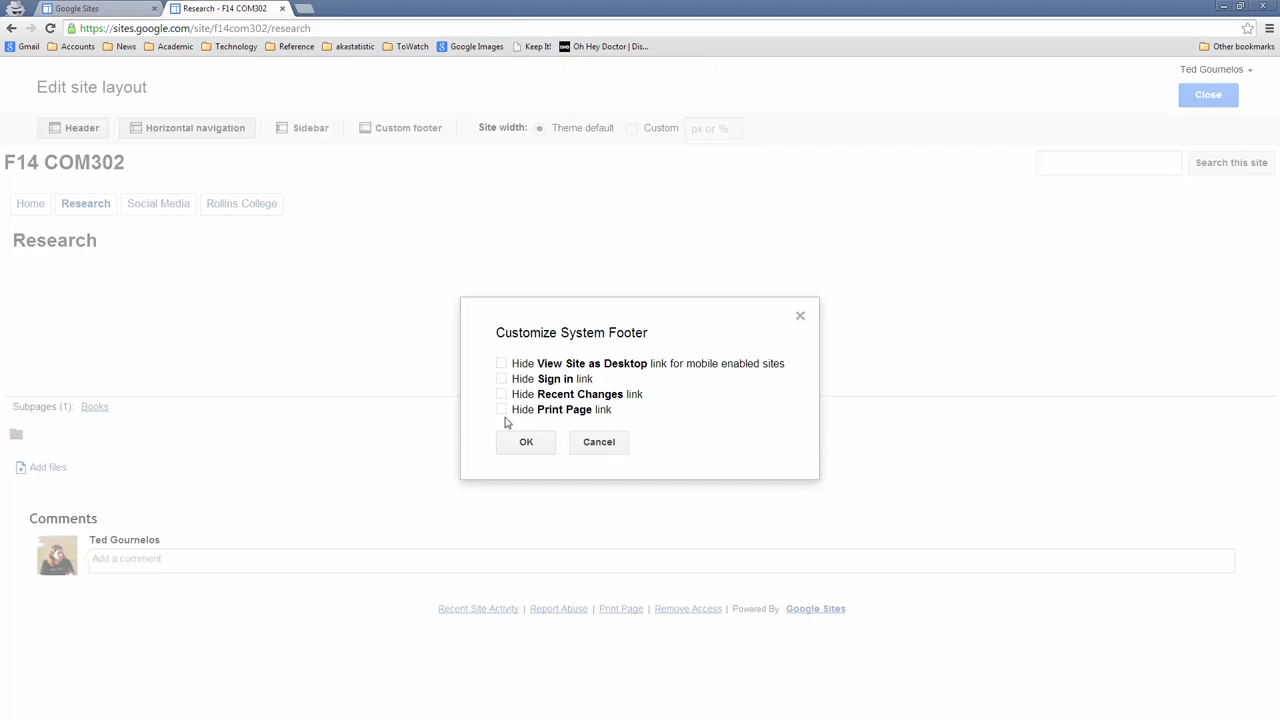 Google Sites
Research - F14 COM302
https://sites.google.com/site/f14com302/research
Gmail Accounts News Academic Technology Reference akastatistic ToWatch Google Images Keep It! Oh Hey Doctor | Dis... Other bookmarks
Ted Gournelos
Edit site layout
Close
Header Horizontal navigation Sidebar Custom footer Site width: Theme default Custom px or %
F14 COM302
Search this site
Home Research Social Media Rollins College
Research
Customize System Footer
Hide View Site as Desktop link for mobile enabled sites
Hide Sign in link
Hide Recent Changes link
Hide Print Page link
OK Cancel
Subpages (1): Books
Add files
Comments
Ted Gournelos
Add a comment
Recent Site Activity | Report Abuse | Print Page | Remove Access | Powered By Google Sites